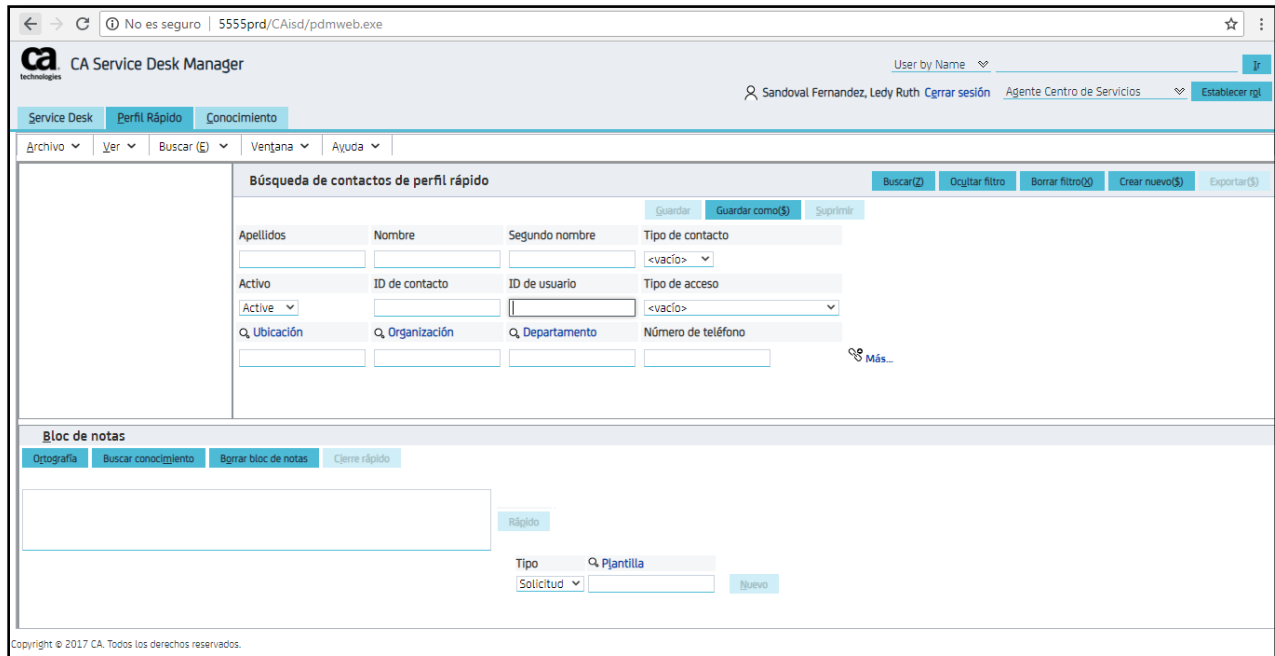 No es seguro | 5555prd/CAisd/pdmweb.exe
ca technologies CA Service Desk Manager
User by Name Ir
Sandoval Fernandez, Ledy Ruth Cerrar sesión Agente Centro de Servicios Establecer rol
Service Desk Perfil Rápido Conocimiento
Archivo Ver Buscar (E) Ventana Ayuda
Búsqueda de contactos de perfil rápido Buscar(Z) Ocultar filtro Borrar filtro(X) Crear nuevo($) Exportar($)
Guardar Guardar como($) Suprimir
Apellidos Nombre Segundo nombre Tipo de contacto
<vacío>
Activo ID de contacto ID de usuario Tipo de acceso
Active <vacío>
Ubicación Organización Departamento Número de teléfono
Más...
Bloc de notas
Ortografía Buscar conocimiento Borrar bloc de notas Cierre rápido
Rápido
Tipo Plantilla
Solicitud Nuevo
Copyright © 2017 CA. Todos los derechos reservados.